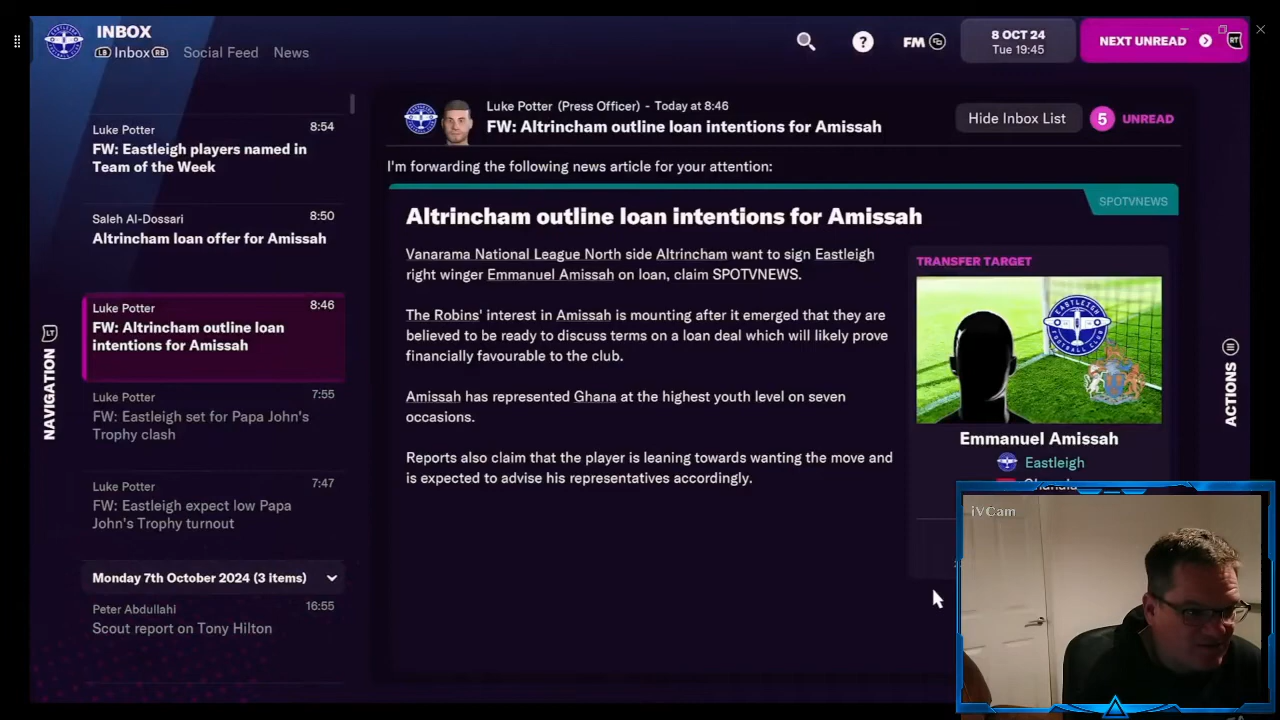 INBOX
LB Inbox RB
Social Feed
News
?
FM
8 OCT 24
Tue 19:45
NEXT UNREAD
RT
Luke Potter
8:54
FW: Eastleigh players named in
Team of the Week
Saleh Al-Dossari
8:50
Altrincham loan offer for Amissah
Luke Potter
8:46
FW: Altrincham outline loan
intentions for Amissah
Luke Potter
7:55
FW: Eastleigh set for Papa John's
Trophy clash
Luke Potter
7:47
FW: Eastleigh expect low Papa
John's Trophy turnout
Monday 7th October 2024 (3 items)
Peter Abdullahi
16:55
Scout report on Tony Hilton
LT
NAVIGATION
Luke Potter (Press Officer) - Today at 8:46
FW: Altrincham outline loan intentions for Amissah
Hide Inbox List
5 UNREAD
I'm forwarding the following news article for your attention:
SPOTVNEWS
Altrincham outline loan intentions for Amissah
Vanarama National League North side Altrincham want to sign Eastleigh
right winger Emmanuel Amissah on loan, claim SPOTVNEWS.
The Robins' interest in Amissah is mounting after it emerged that they are
believed to be ready to discuss terms on a loan deal which will likely prove
financially favourable to the club.
Amissah has represented Ghana at the highest youth level on seven
occasions.
Reports also claim that the player is leaning towards wanting the move and
is expected to advise his representatives accordingly.
TRANSFER TARGET
Emmanuel Amissah
Eastleigh
ACTIONS
iVCam